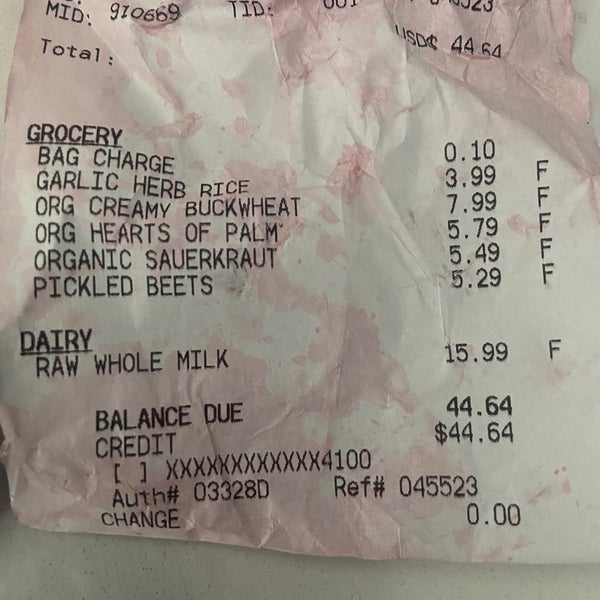 MID: 910669 TID: 001
Total: USD$ 44.64
GROCERY
BAG CHARGE 0.10
GARLIC HERB RICE 3.99 F
ORG CREAMY BUCKWHEAT 7.99 F
ORG HEARTS OF PALM 5.79 F
ORGANIC SAUERKRAUT 5.49 F
PICKLED BEETS 5.29 F
DAIRY
RAW WHOLE MILK 15.99 F
BALANCE DUE 44.64
CREDIT $44.64
[ ] XXXXXXXXXXXX4100
Auth# 03328D Ref# 045523
CHANGE 0.00